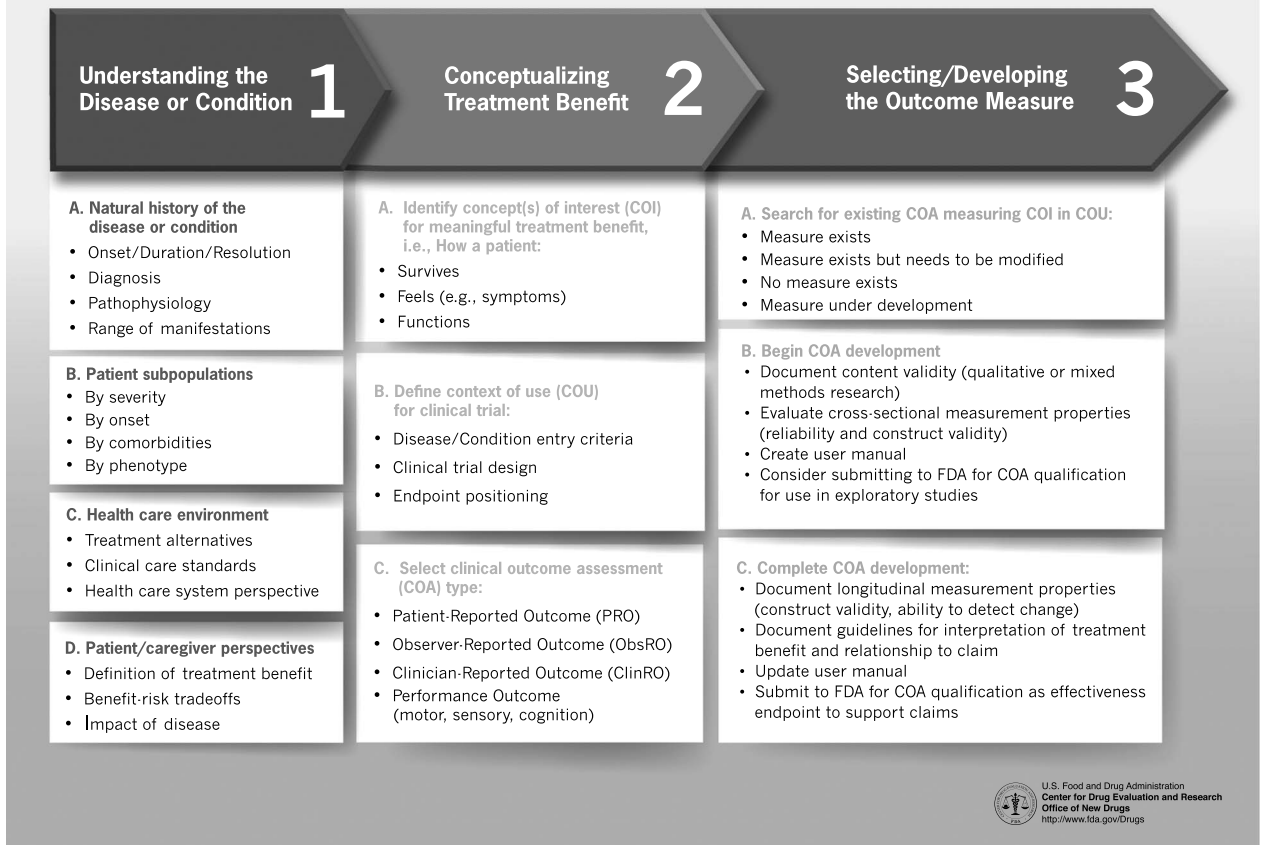 Understanding the
Disease or Condition
1
Conceptualizing
Treatment Benefit
2
Selecting/Developing
the Outcome Measure
3
A. Natural history of the
disease or condition
• Onset/Duration/Resolution
• Diagnosis
• Pathophysiology
• Range of manifestations
B. Patient subpopulations
• By severity
• By onset
• By comorbidities
• By phenotype
C. Health care environment
• Treatment alternatives
• Clinical care standards
• Health care system perspective
D. Patient/caregiver perspectives
• Definition of treatment benefit
• Benefit-risk tradeoffs
• Impact of disease
A. Identify concept(s) of interest (COI)
for meaningful treatment benefit,
i.e., How a patient:
• Survives
• Feels (e.g., symptoms)
• Functions
B. Define context of use (COU)
for clinical trial:
• Disease/Condition entry criteria
• Clinical trial design
• Endpoint positioning
C. Select clinical outcome assessment
(COA) type:
• Patient-Reported Outcome (PRO)
• Observer-Reported Outcome (ObsRO)
• Clinician-Reported Outcome (ClinRO)
• Performance Outcome
(motor, sensory, cognition)
A. Search for existing COA measuring COI in COU:
• Measure exists
• Measure exists but needs to be modified
• No measure exists
• Measure under development
B. Begin COA development
• Document content validity (qualitative or mixed
methods research)
• Evaluate cross-sectional measurement properties
(reliability and construct validity)
• Create user manual
• Consider submitting to FDA for COA qualification
for use in exploratory studies
C. Complete COA development:
• Document longitudinal measurement properties
(construct validity, ability to detect change)
• Document guidelines for interpretation of treatment
benefit and relationship to claim
• Update user manual
• Submit to FDA for COA qualification as effectiveness
endpoint to support claims
U.S. Food and Drug Administration
Center for Drug Evaluation and Research
Office of New Drugs
http://www.fda.gov/Drugs